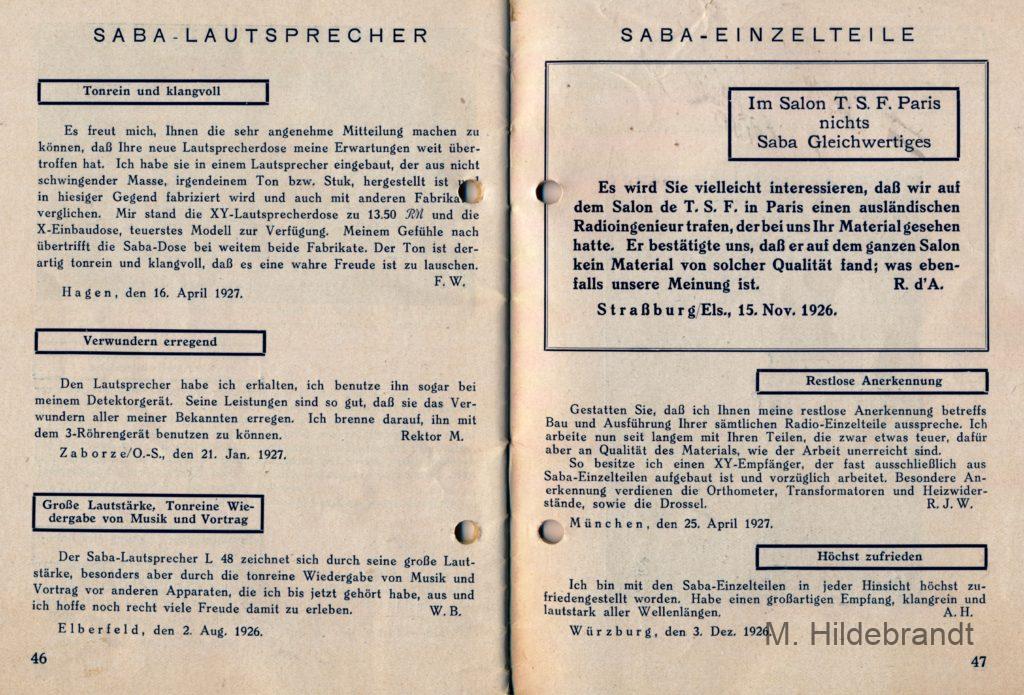 SABA-LAUTSPRECHER
Tonrein und klangvoll
Es freut mich, Ihnen die sehr angenehme Mitteilung machen zu
können, daß Ihre neue Lautsprecherdose meine Erwartungen weit über-
troffen hat. Ich habe sie in einem Lautsprecher eingebaut, der aus nicht
schwingender Masse, irgendeinem Ton bzw. Stuk, hergestellt ist
in hiesiger Gegend fabriziert wird und auch mit anderen
verglichen. Mir stand die XY-Lautsprecherdose zu 13.50 RM und die
X-Einbaudose, teuerstes Modell zur Verfügung. Meinem Gefühle nach
übertrifft die Saba-Dose bei weitem beide Fabrikate. Der Ton ist der-
artig tonrein und klangvoll, daß es eine wahre Freude ist zu lauschen.
F. W.
Hagen, den 16. April 1927.
Verwundern erregend
Den Lautsprecher habe ich erhalten, ich benutze ihn sogar bei
meinem Detektorgerät. Seine Leistungen sind so gut, daß sie das Ver-
wundern aller meiner Bekannten erregen. Ich brenne darauf, ihn mit
dem 3-Röhrengerät benutzen zu können. Rektor M.
Zaborze/O.-S., den 21. Jan. 1927.
Große Lautstärke, Tonreine Wie-
dergabe von Musik und Vortrag
Der Saba-Lautsprecher L 48 zeichnet sich durch seine große Laut-
stärke, besonders aber durch die tonreine Wiedergabe von Musik und
Vortrag vor anderen Apparaten, die ich bis jetzt gehört habe, aus und
ich hoffe noch recht viele Freude damit zu erleben. W. B.
Elberfeld, den 2. Aug. 1926.
46
SABA-EINZELTEILE
Im Salon T. S. F. Paris
nichts
Saba Gleichwertiges
Es wird Sie vielleicht interessieren, daß wir auf
dem Salon de T. S. F. in Paris einen ausländischen
Radioingenieur trafen, der bei uns Ihr Material gesehen
hatte. Er bestätigte uns, daß er auf dem ganzen Salon
kein Material von solcher Qualität fand; was eben-
falls unsere Meinung ist. R. d'A.
Straßburg/Els., 15. Nov. 1926.
Restlose Anerkennung
Gestatten Sie, daß ich Ihnen meine restlose Anerkennung betreffs
Bau und Ausführung Ihrer sämtlichen Radio-Einzelteile ausspreche. Ich
arbeite nun seit langem mit Ihren Teilen, die zwar etwas teuer, dafür
aber an Qualität des Materials, wie der Arbeit unerreicht sind.
So besitze ich einen XY-Empfänger, der fast ausschließlich aus
Saba-Einzelteilen aufgebaut ist und vorzüglich arbeitet. Besondere An-
erkennung verdienen die Orthometer, Transformatoren und Heizwider-
stände, sowie die Drossel. R. J. W.
München, den 25. April 1927.
Höchst zufrieden
Ich bin mit den Saba-Einzelteilen in jeder Hinsicht höchst zu-
friedengestellt worden. Habe einen großartigen Empfang, klangrein und
lautstark aller Wellenlängen. A. H.
Würzburg, den 3. Dez. 1926.
M. Hildebrandt
47